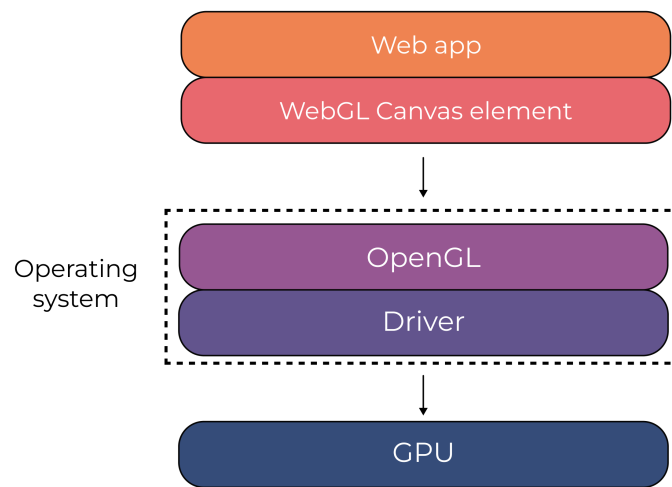 Web app
WebGL Canvas element
Operating
system
OpenGL
Driver
GPU